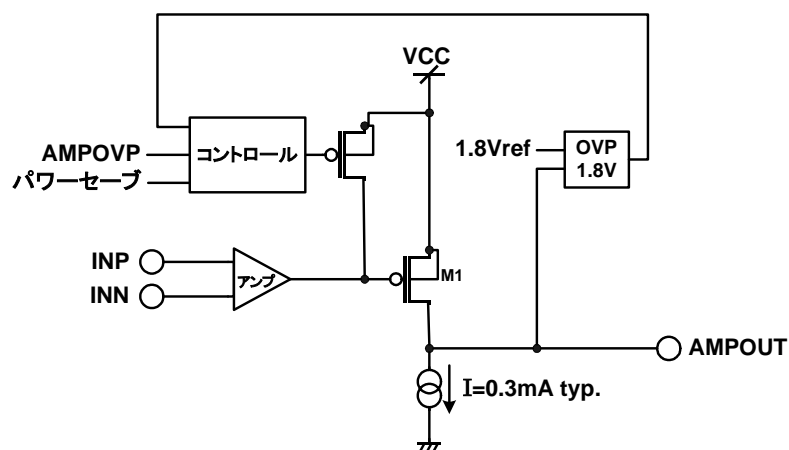 VCC
AMPOVP
コントロール
パワーセーブ
1.8Vref
OVP
1.8V
INP
INN
アンプ
M1
AMPOUT
I=0.3mA typ.